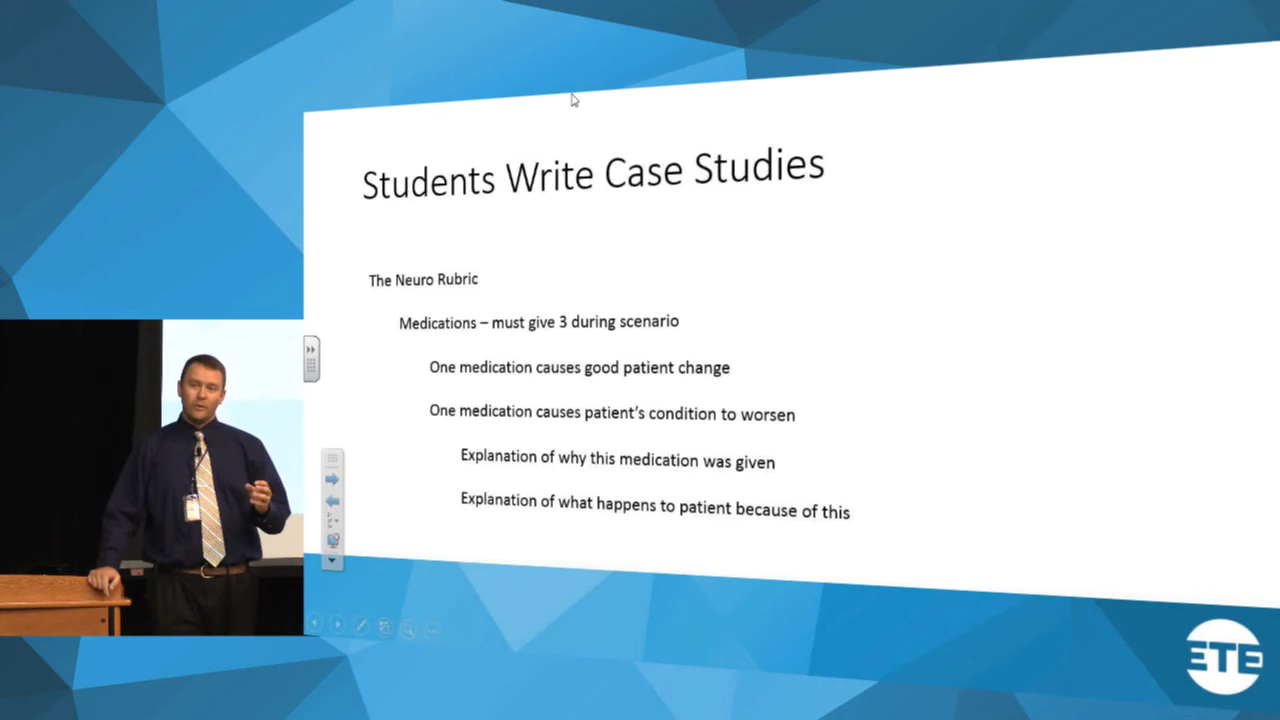 Students Write Case Studies
The Neuro Rubric
Medications – must give 3 during scenario
One medication causes good patient change
One medication causes patient's condition to worsen
Explanation of why this medication was given
Explanation of what happens to patient because of this
ETE